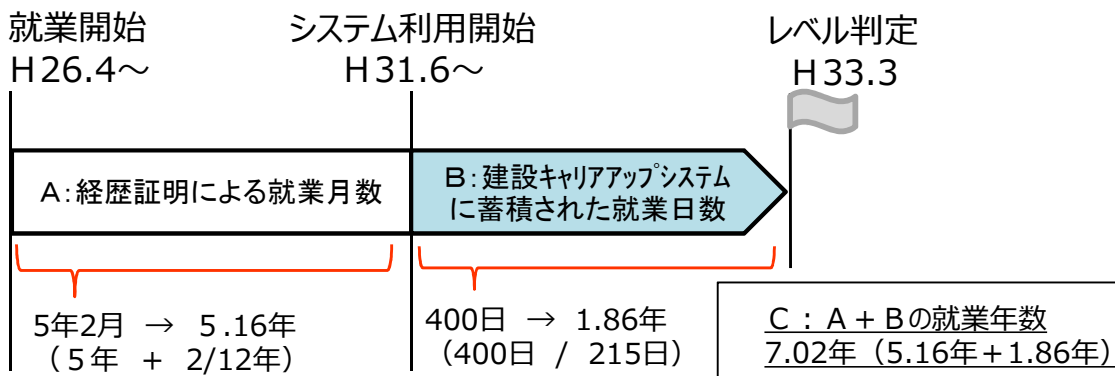 就業開始
H26.4～
システム利用開始
H31.6～
レベル判定
H33.3
A：経歴証明による就業月数
B：建設キャリアアップシステム
に蓄積された就業日数
5年2月 → 5.16年
（5年 + 2/12年）
400日 → 1.86年
（400日 / 215日）
C：A+Bの就業年数
7.02年（5.16年＋1.86年）